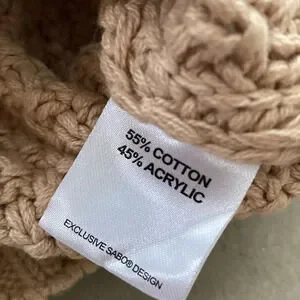 55% COTTON
45% ACRYLIC
EXCLUSIVE SABO® DESIGN